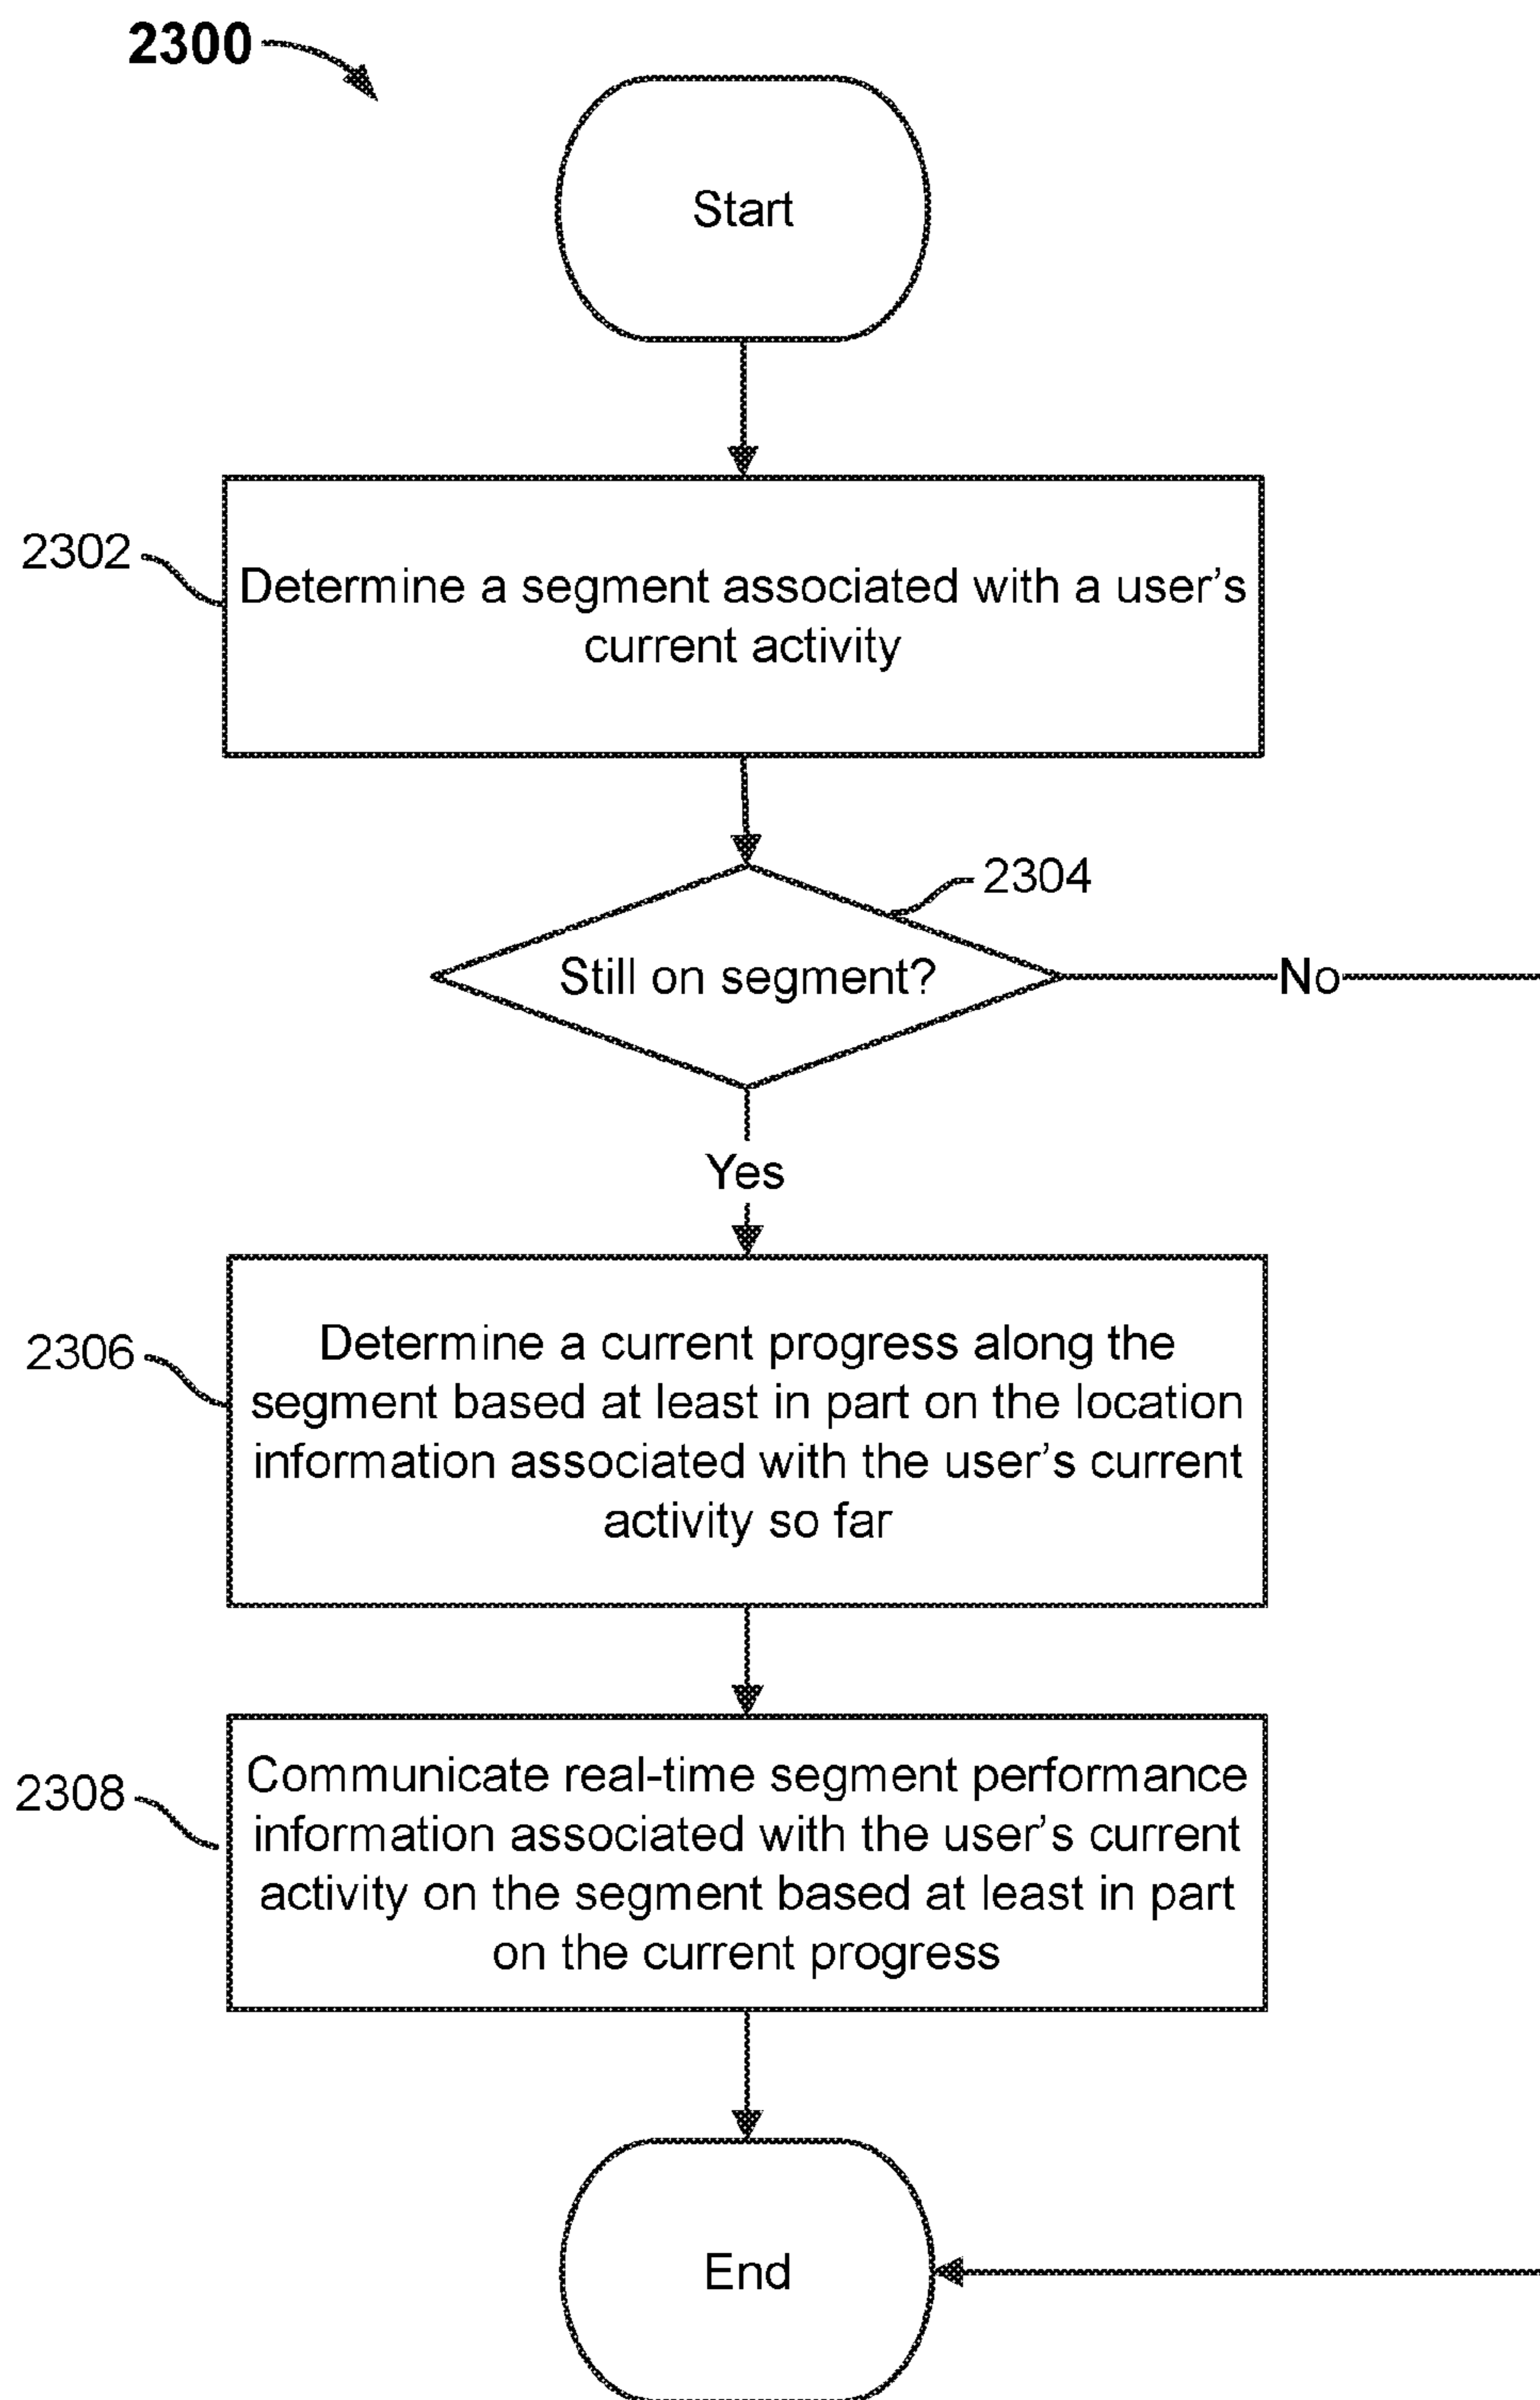 2300
Start
2302
Determine a segment associated with a user's
current activity
2304
Still on segment?
No
Yes
2306
Determine a current progress along the
segment based at least in part on the location
information associated with the user's current
activity so far
2308
Communicate real-time segment performance
information associated with the user's current
activity on the segment based at least in part
on the current progress
End